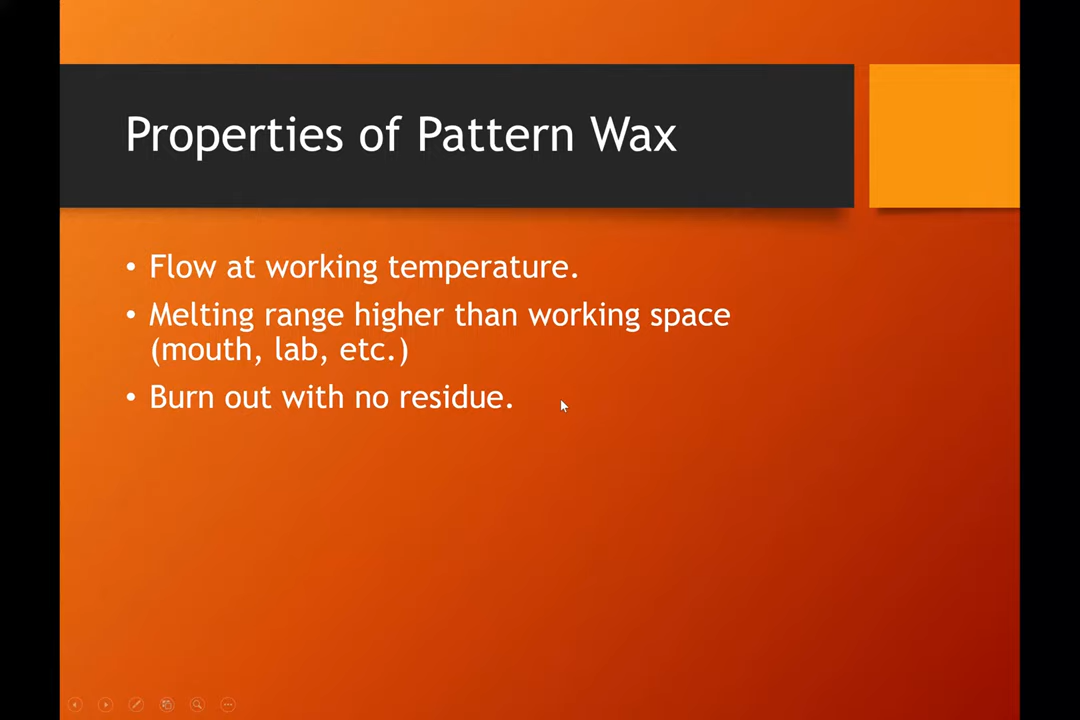 Properties of Pattern Wax
• Flow at working temperature.
• Melting range higher than working space
(mouth, lab, etc.)
• Burn out with no residue.